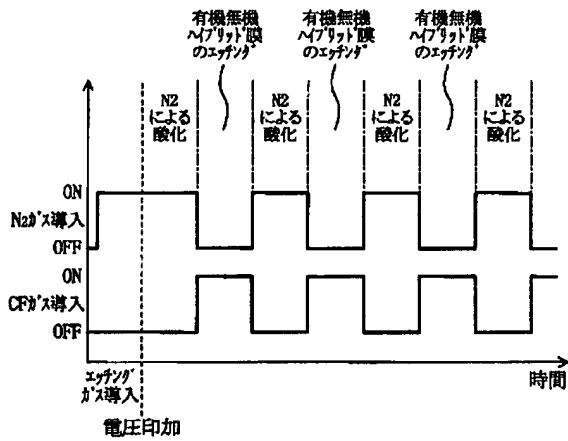 有機無機
ハイブリッド膜
のエッチング
有機無機
ハイブリッド膜
のエッチング
有機無機
ハイブリッド膜
のエッチング
N2
による
酸化
N2
による
酸化
N2
による
酸化
N2
による
酸化
ON
N2ガス導入
OFF
ON
CFガス導入
OFF
エッチング
ガス導入
時間
電圧印加